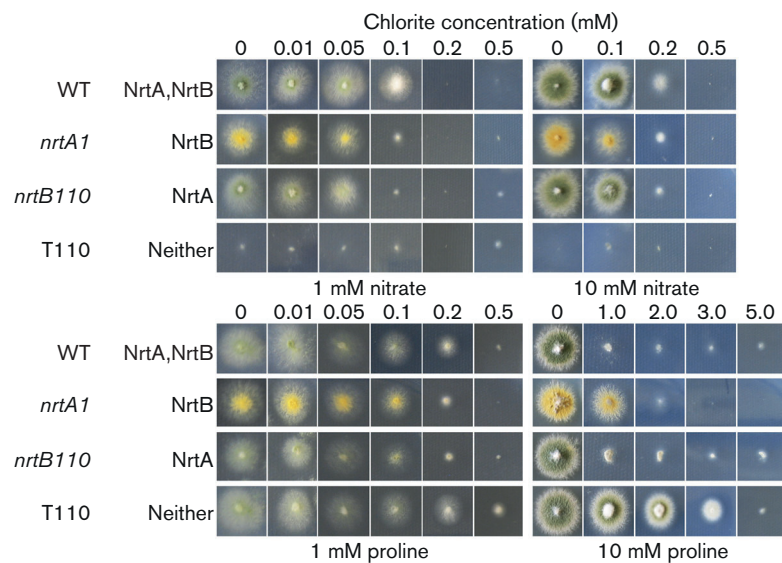 Chlorite concentration (mM)
0 0.01 0.05 0.1 0.2 0.5 0 0.1 0.2 0.5
WT NrtA,NrtB
nrtA1 NrtB
nrtB110 NrtA
T110 Neither
1 mM nitrate 10 mM nitrate
0 0.01 0.05 0.1 0.2 0.5 0 1.0 2.0 3.0 5.0
WT NrtA,NrtB
nrtA1 NrtB
nrtB110 NrtA
T110 Neither
1 mM proline 10 mM proline